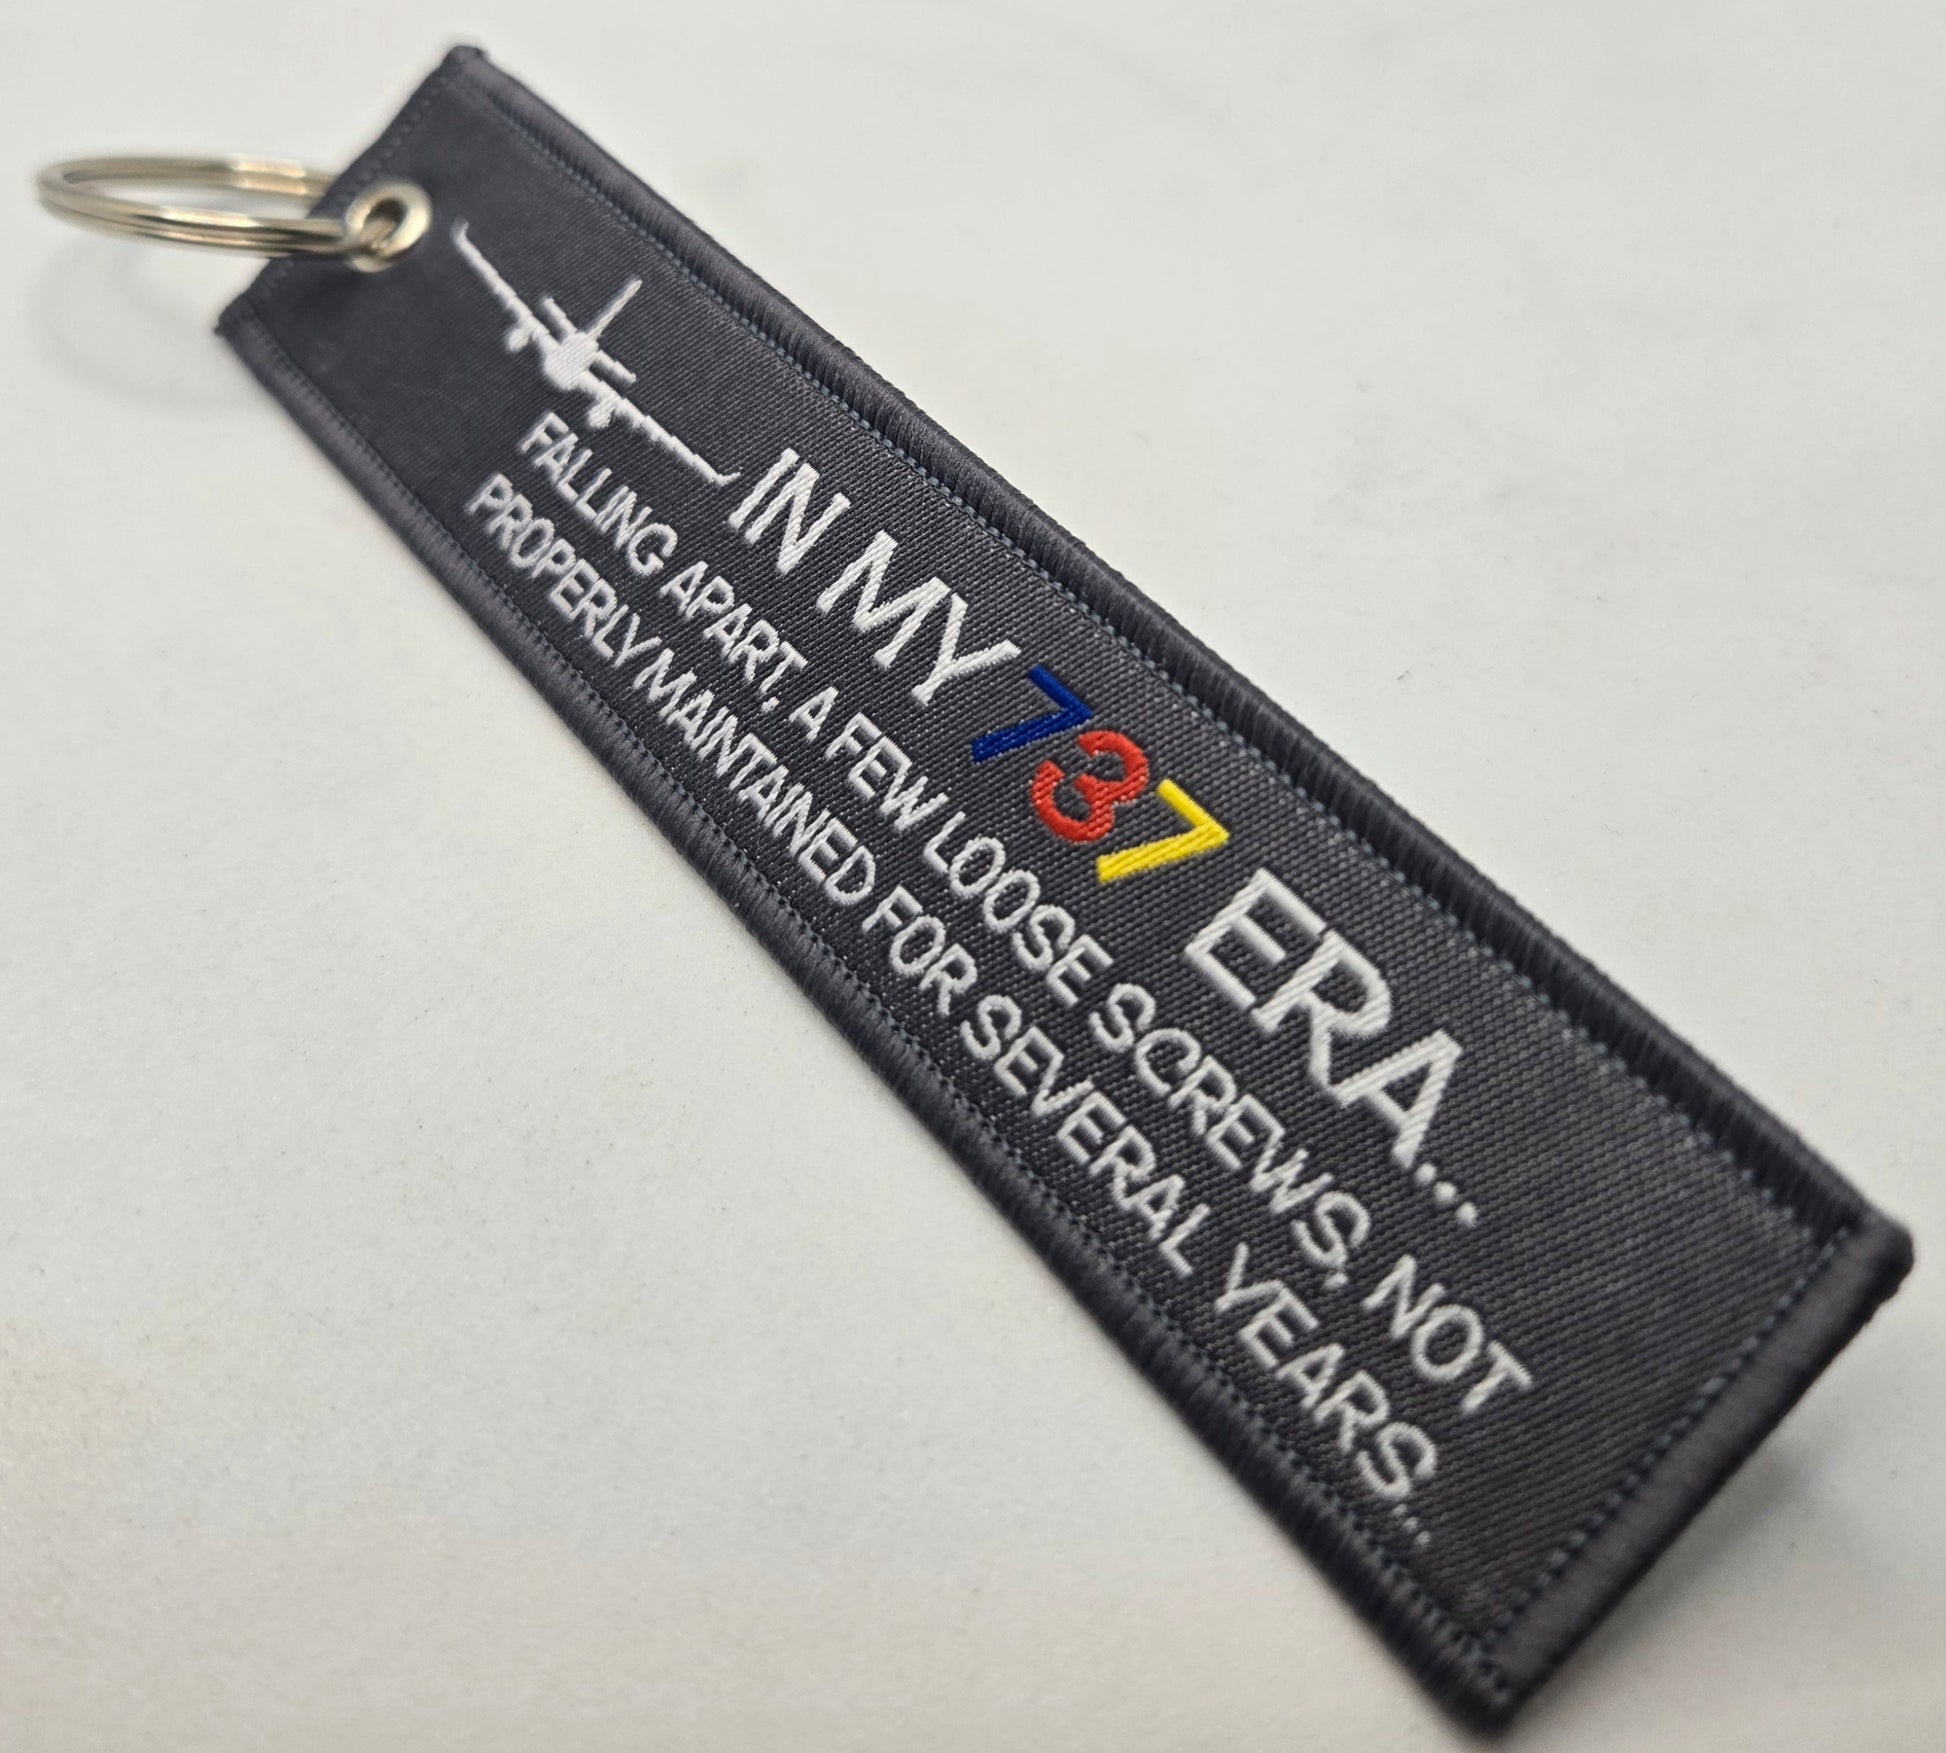 IN MY 737 ERA...
FALLING APART, A FEW LOOSE SCREWS, NOT
PROPERLY MAINTAINED FOR SEVERAL YEARS...